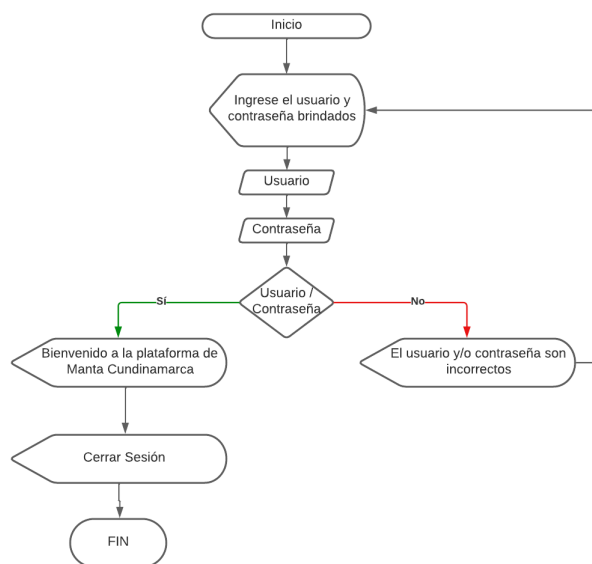 Inicio
Ingrese el usuario y
contraseña brindados
Usuario
Contraseña
Usuario /
Contraseña
Sí
No
Bienvenido a la plataforma de
Manta Cundinamarca
El usuario y/o contraseña son
incorrectos
Cerrar Sesión
FIN